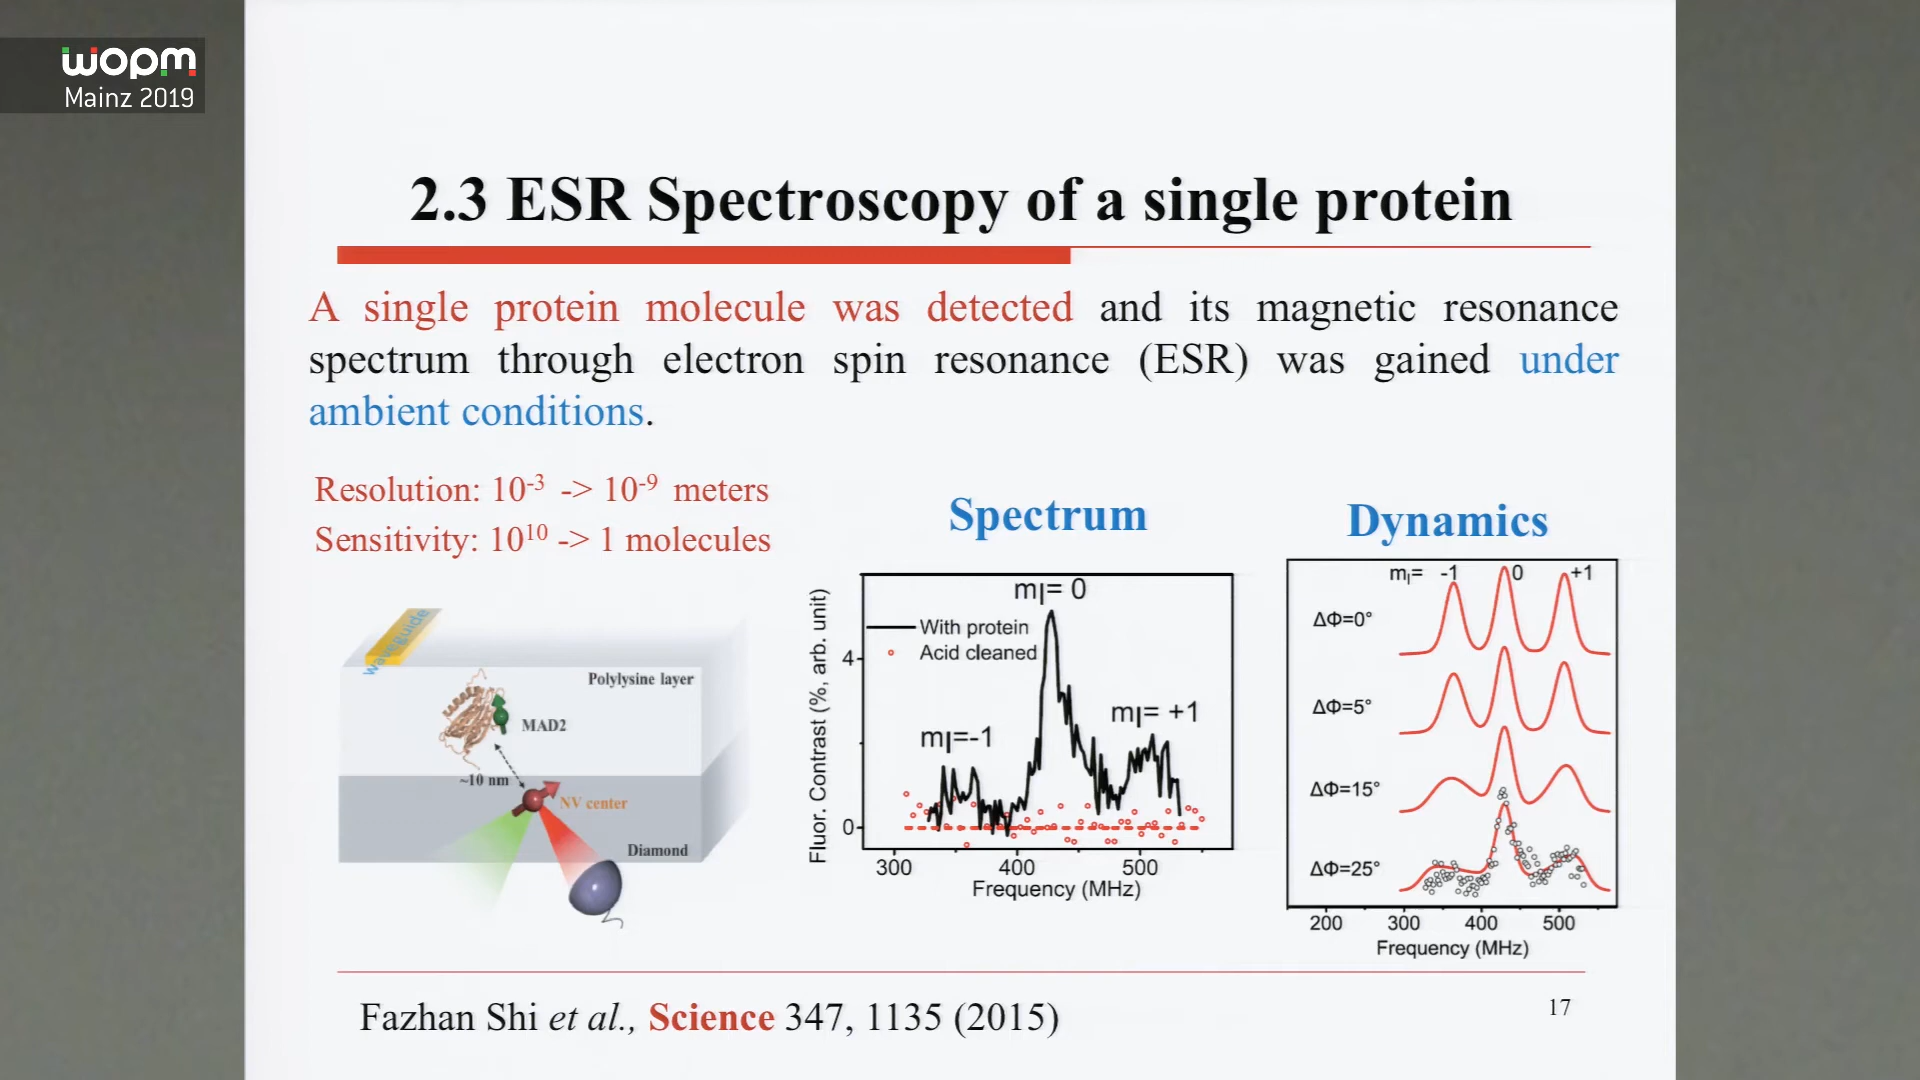 wopm
Mainz 2019
2.3 ESR Spectroscopy of a single protein
A single protein molecule was detected and its magnetic resonance
spectrum through electron spin resonance (ESR) was gained under
ambient conditions.
Resolution: 10⁻³ -> 10⁻⁹ meters
Sensitivity: 10¹⁰ -> 1 molecules
waveguide
Polylysine layer
MAD2
~10 nm
NV center
Diamond
Spectrum
Fluor. Contrast (%, arb. unit)
mI= 0
With protein
Acid cleaned
mI=-1
mI= +1
4
0
300 400 500
Frequency (MHz)
Dynamics
mI= -1 0 +1
ΔΦ=0°
ΔΦ=5°
ΔΦ=15°
ΔΦ=25°
200 300 400 500
Frequency (MHz)
Fazhan Shi et al., Science 347, 1135 (2015)
17